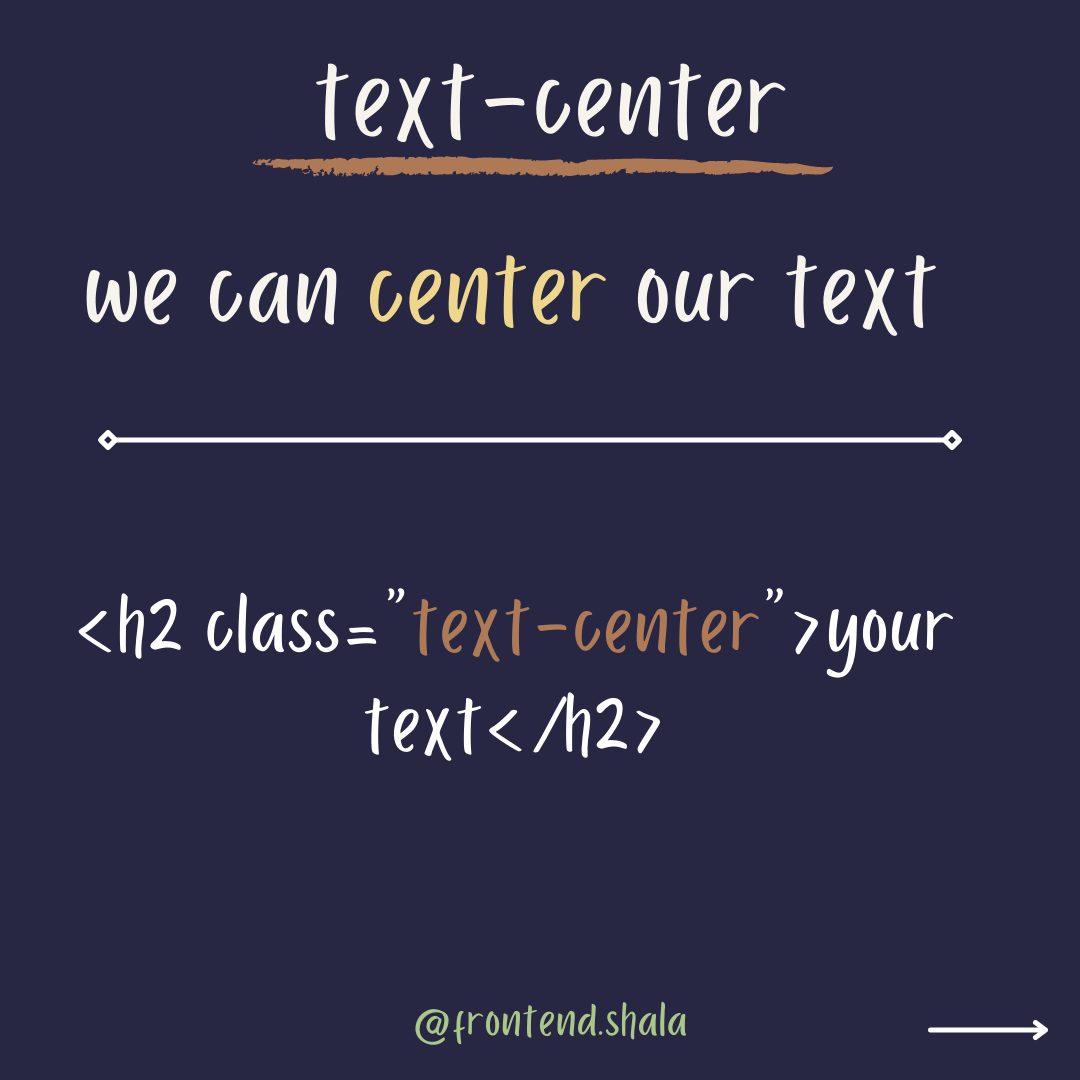 text-center
we can center our text
<h2 class="text-center">your
text</h2>
@frontend.shala